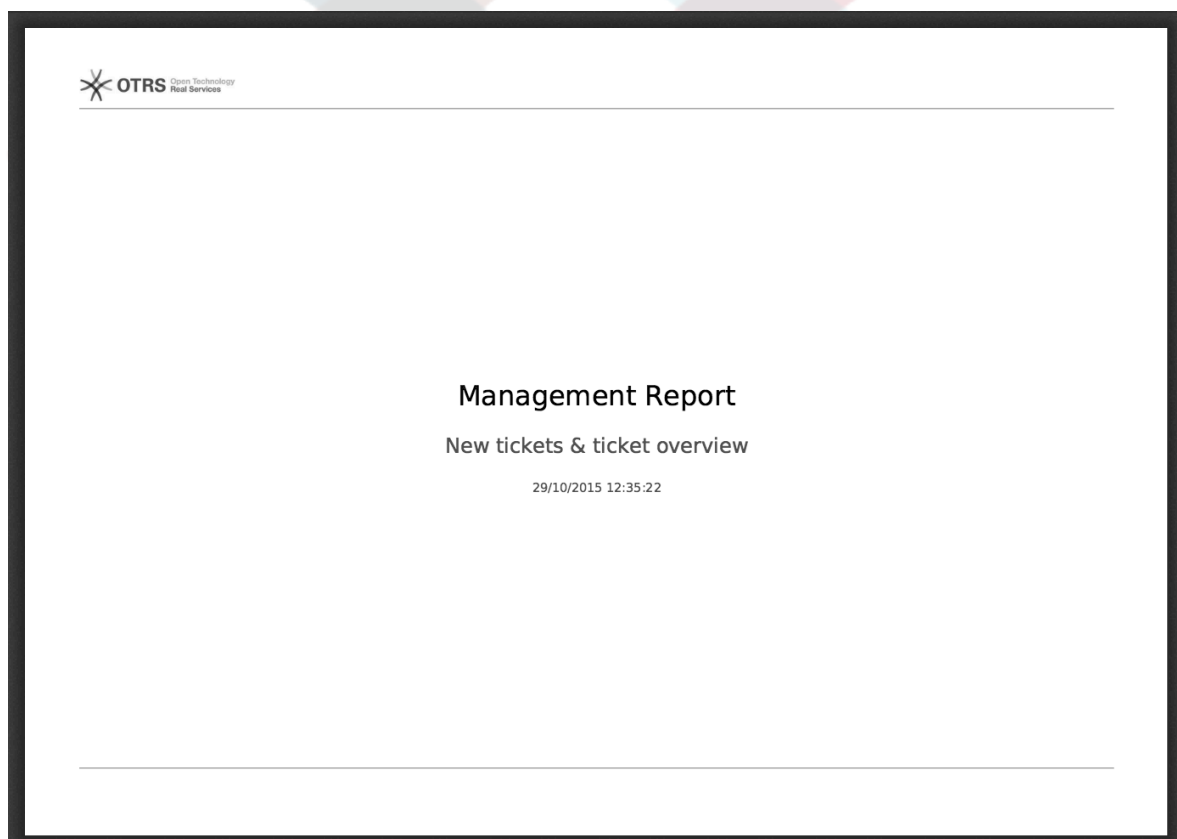 OTRS Open Technology
Real Services
Management Report
New tickets & ticket overview
29/10/2015 12:35:22